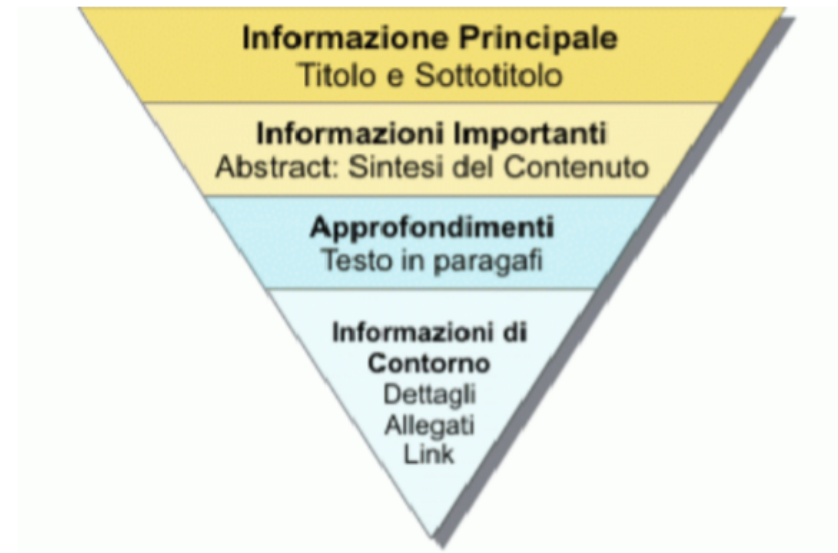 Informazione Principale
Titolo e Sottotitolo
Informazioni Importanti
Abstract: Sintesi del Contenuto
Approfondimenti
Testo in paragafi
Informazioni di
Contorno
Dettagli
Allegati
Link